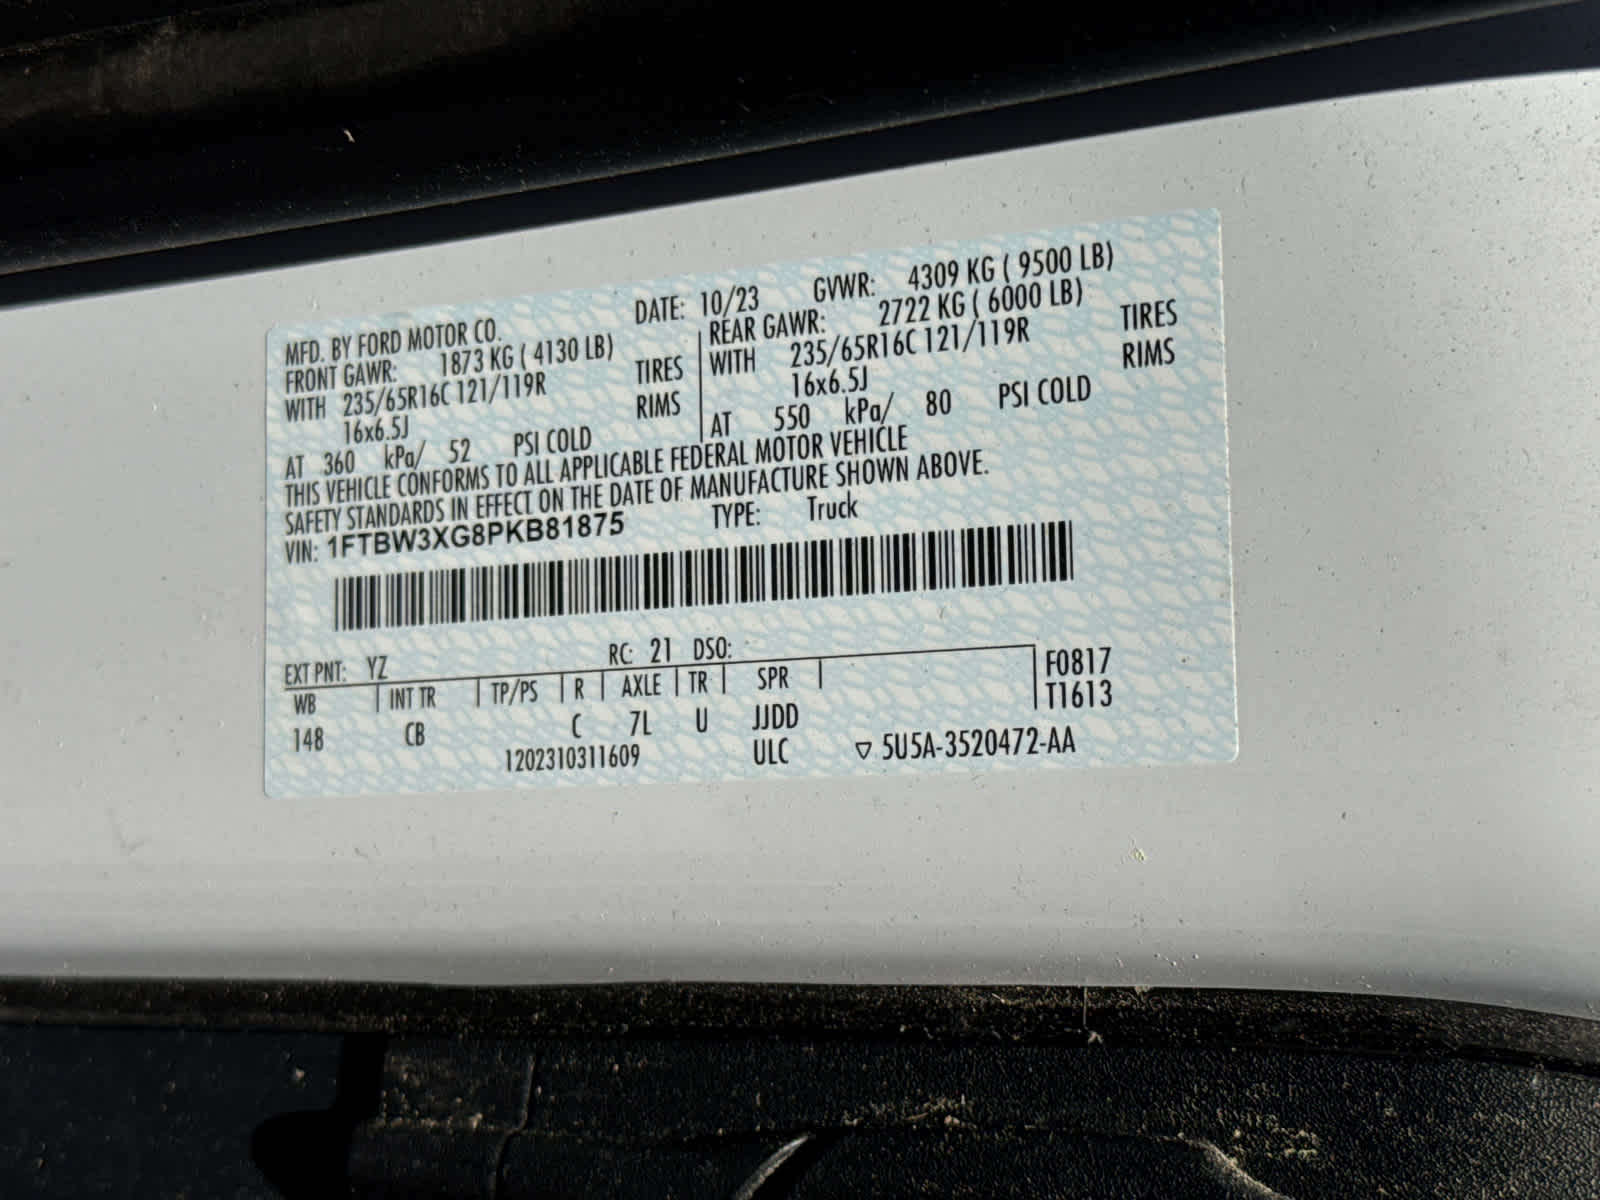 MFD. BY FORD MOTOR CO. DATE: 10/23 GVWR: 4309 KG ( 9500 LB)
FRONT GAWR: 1873 KG ( 4130 LB)
WITH 235/65R16C 121/119R TIRES
16x6.5J RIMS
AT 360 kPa/ 52 PSI COLD
REAR GAWR: 2722 KG ( 6000 LB)
WITH 235/65R16C 121/119R TIRES
16x6.5J RIMS
AT 550 kPa/ 80 PSI COLD
THIS VEHICLE CONFORMS TO ALL APPLICABLE FEDERAL MOTOR VEHICLE
SAFETY STANDARDS IN EFFECT ON THE DATE OF MANUFACTURE SHOWN ABOVE.
VIN: 1FTBW3XG8PKB81875 TYPE: Truck
EXT PNT: YZ RC: 21 DSO:
WB INT TR TP/PS R AXLE TR SPR F0817
T1613
148 CB C 7L U JJDD
1202310311609 ULC ▽ 5U5A-3520472-AA